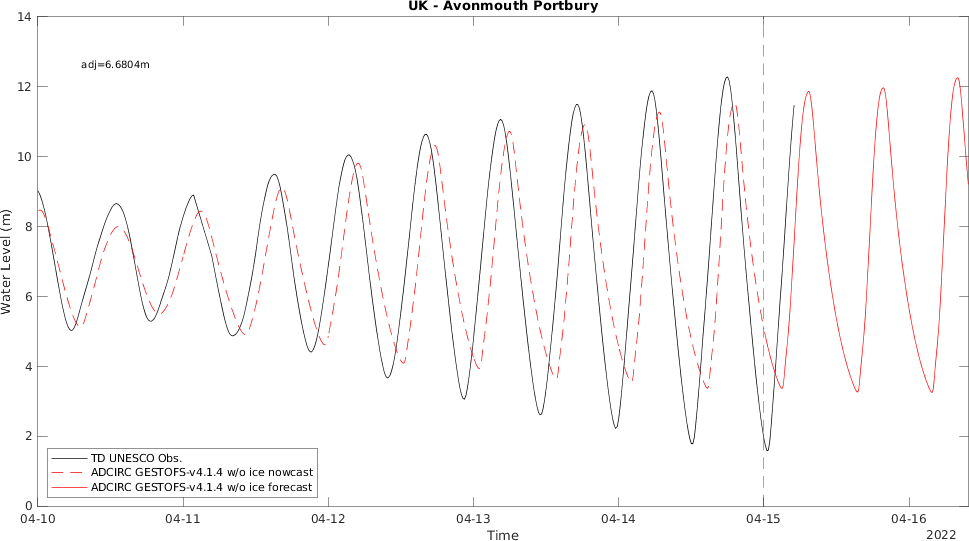 UK - Avonmouth Portbury
14
12
10
8
6
4
2
0
Water Level (m)
adj=6.6804m
TD UNESCO Obs.
ADCIRC GESTOFS-v4.1.4 w/o ice nowcast
ADCIRC GESTOFS-v4.1.4 w/o ice forecast
04-10 04-11 04-12 04-13 04-14 04-15 04-16
Time
2022